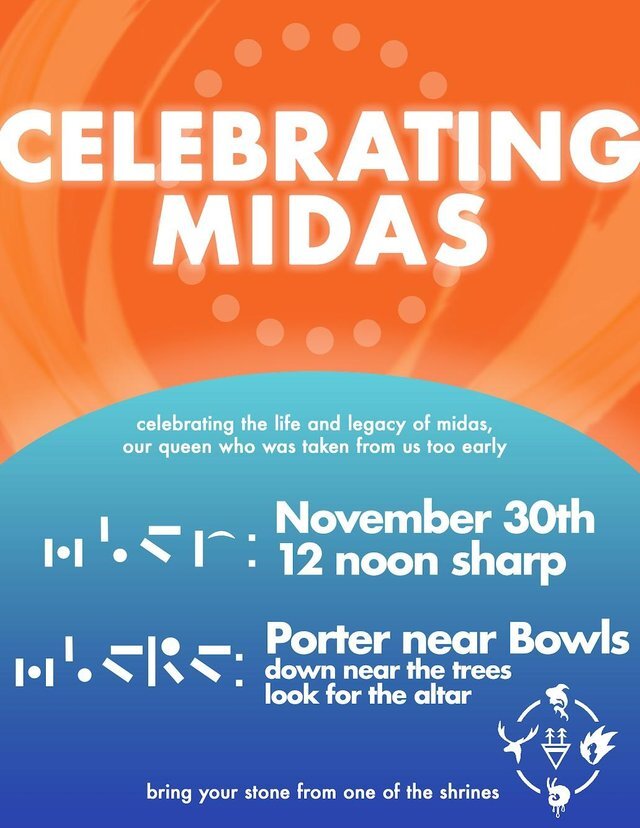 CELEBRATING
MIDAS
celebrating the life and legacy of midas,
our queen who was taken from us too early
November 30th
12 noon sharp
Porter near Bowls
down near the trees
look for the altar
bring your stone from one of the shrines